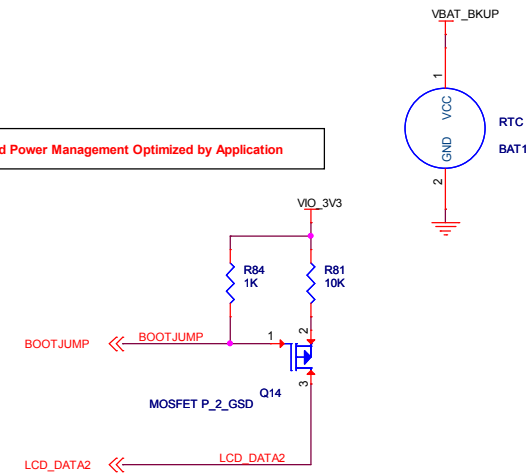 VBAT_BKUP
1
VCC
GND
2
RTC
BAT1
d Power Management Optimized by Application
VIO_3V3
R84
1K
R81
10K
BOOTJUMP
BOOTJUMP
1
2
3
Q14
MOSFET P_2_GSD
LCD_DATA2
LCD_DATA2